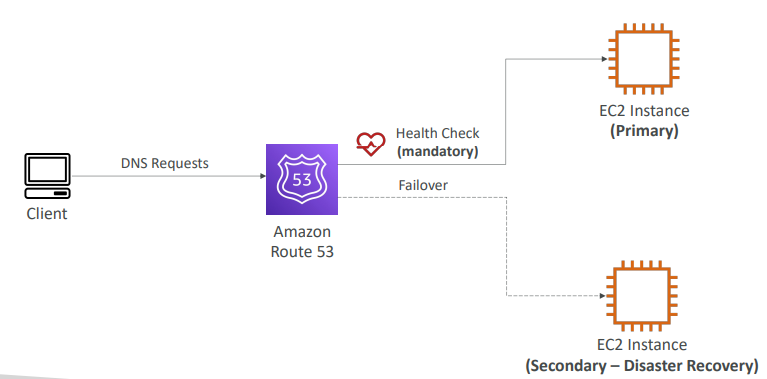 DNS Requests
Client
53
Amazon
Route 53
Health Check
(mandatory)
Failover
EC2 Instance
(Primary)
EC2 Instance
(Secondary – Disaster Recovery)